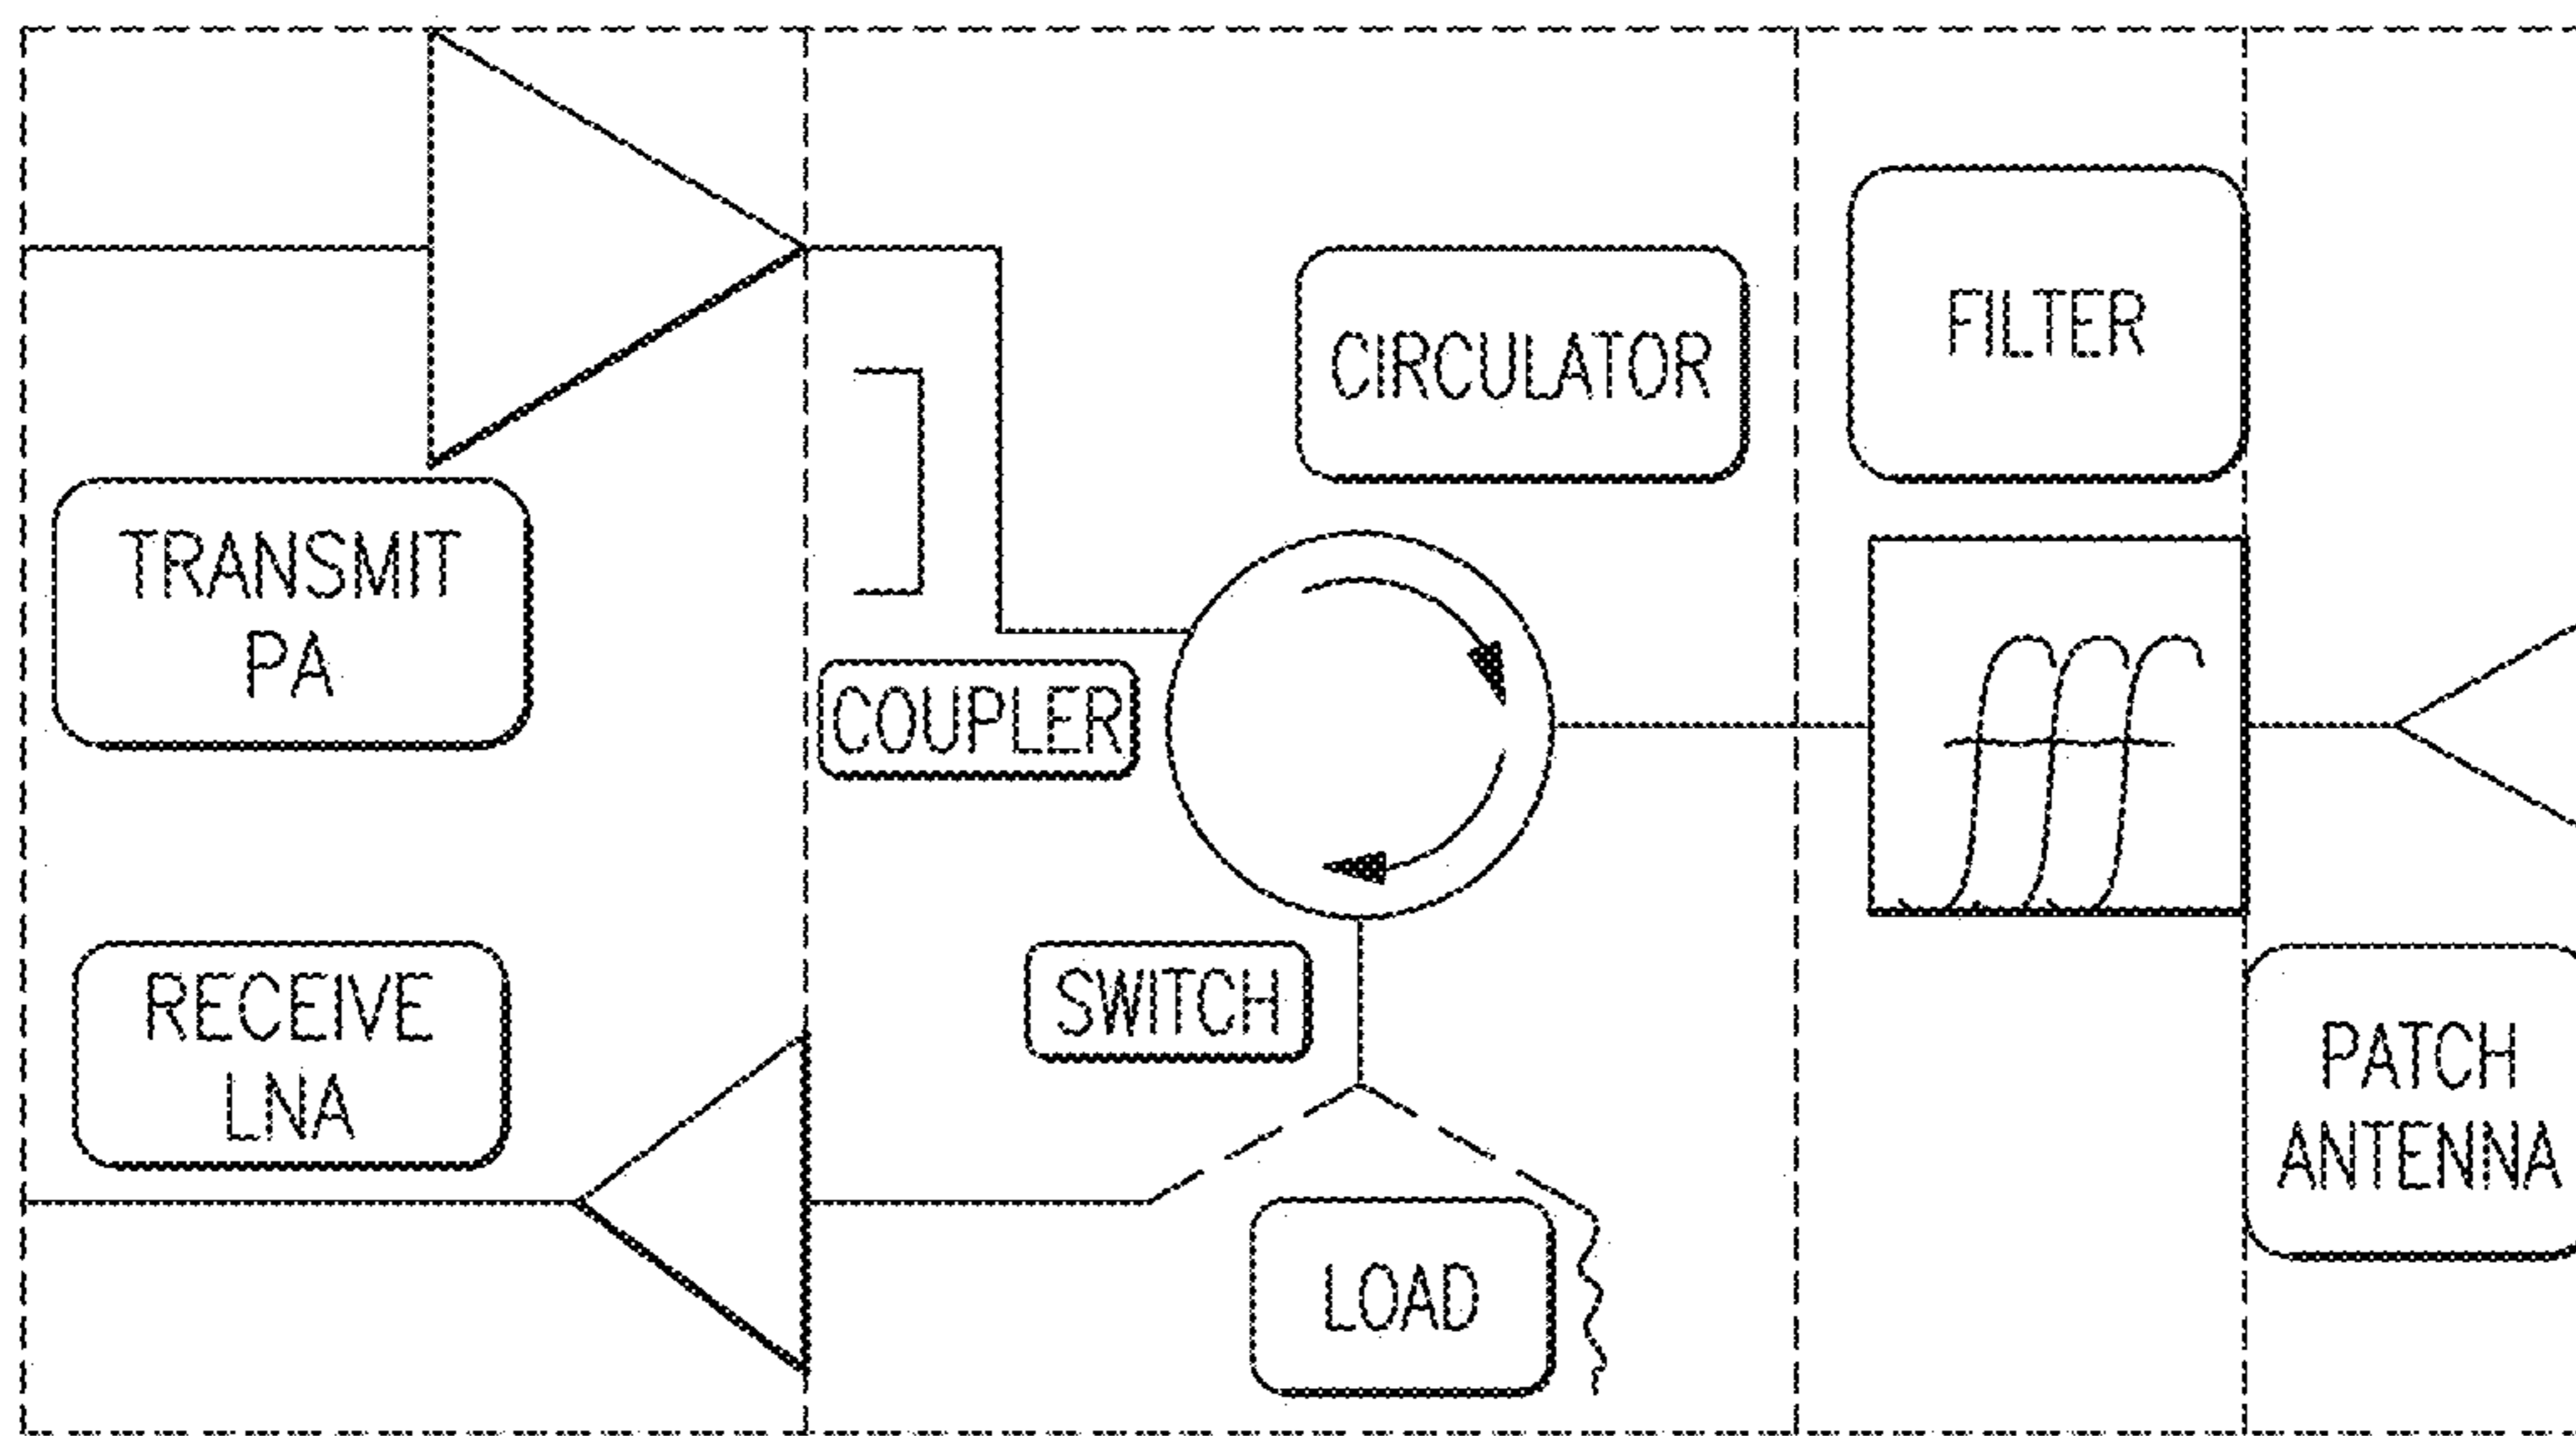 TRANSMIT
PA
COUPLER
CIRCULATOR
FILTER
RECEIVE
LNA
SWITCH
LOAD
PATCH
ANTENNA